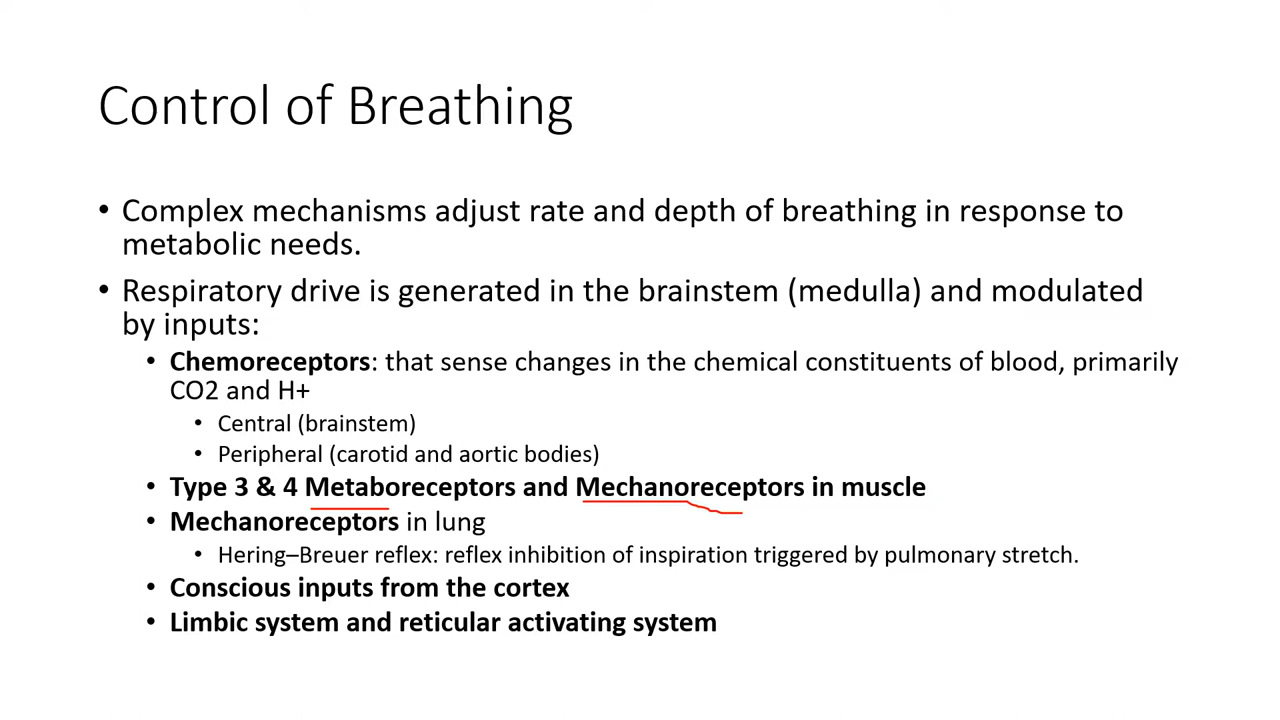 Control of Breathing
• Complex mechanisms adjust rate and depth of breathing in response to
metabolic needs.
• Respiratory drive is generated in the brainstem (medulla) and modulated
by inputs:
• Chemoreceptors: that sense changes in the chemical constituents of blood, primarily
CO2 and H+
• Central (brainstem)
• Peripheral (carotid and aortic bodies)
• Type 3 & 4 Metaboreceptors and Mechanoreceptors in muscle
• Mechanoreceptors in lung
• Hering–Breuer reflex: reflex inhibition of inspiration triggered by pulmonary stretch.
• Conscious inputs from the cortex
• Limbic system and reticular activating system